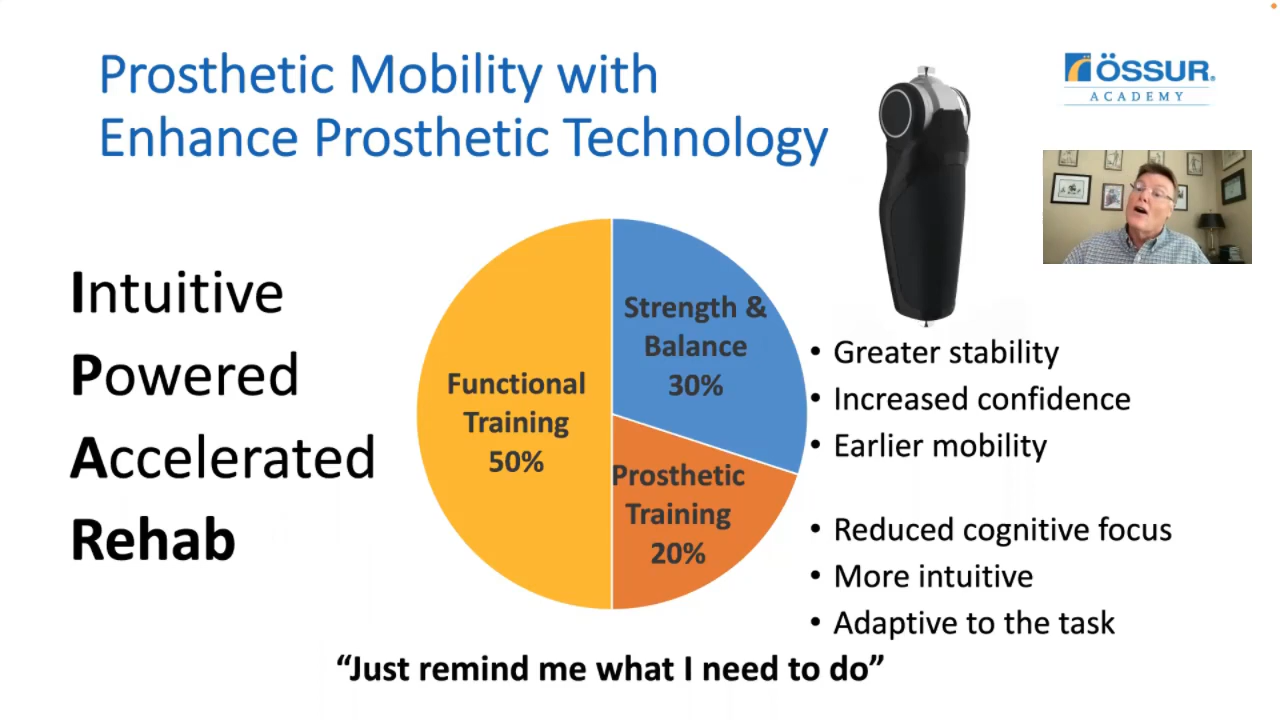 Prosthetic Mobility with
Enhance Prosthetic Technology
ÖSSUR®
ACADEMY
Intuitive
Powered
Accelerated
Rehab
Functional
Training
50%
Strength &
Balance
30%
Prosthetic
Training
20%
• Greater stability
• Increased confidence
• Earlier mobility
• Reduced cognitive focus
• More intuitive
• Adaptive to the task
“Just remind me what I need to do”